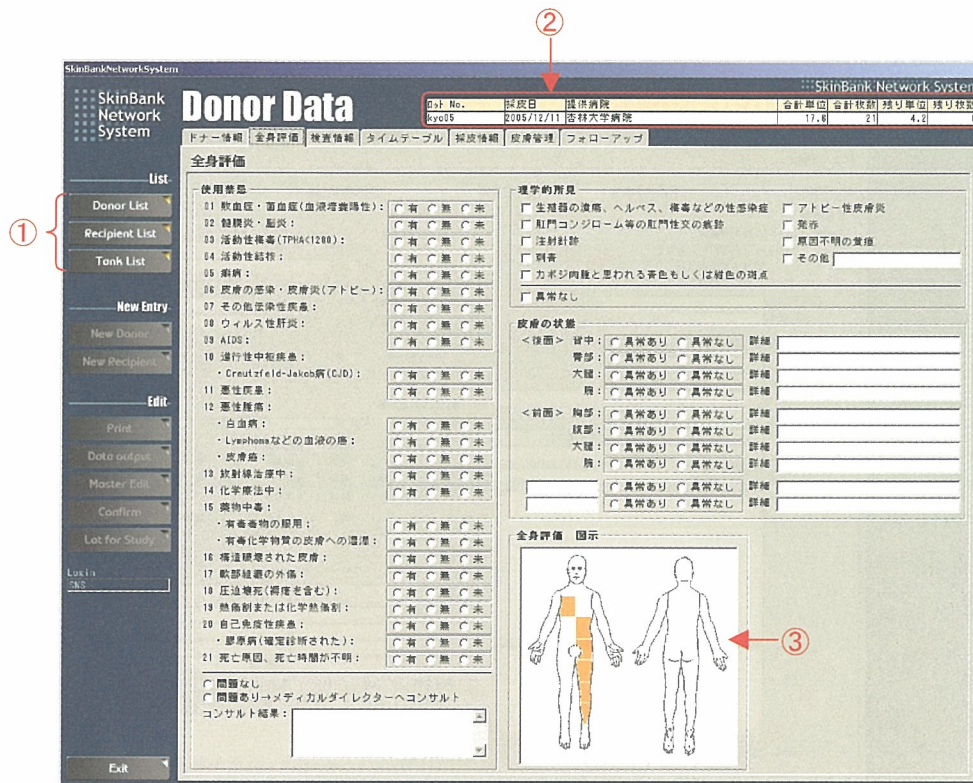 ②
SkinBankNetworkSystem
SkinBank Network System
SkinBank
Network
System
Donor Data
ロット No. 採皮日 提供病院 合計単位 合計枚数 残り単位 残り枚数
kyo05 2005/12/11 杏林大学病院 17.6 21 4.2
ドナー情報 全身評価 検査情報 タイムテーブル 採皮情報 皮膚管理 フォローアップ
全身評価
List
①
Donor List
Recipient List
Tank List
New Entry
New Donor
New Recipient
Edit
Print
Data output
Master Edit
Confirm
Lot for Study
Login
SNS
Exit
使用禁忌
01 敗血症・菌血症(血液培養陽性): 有 無 未
02 髄膜炎・脳炎: 有 無 未
03 活動性梅毒(TPHA<1280): 有 無 未
04 活動性結核: 有 無 未
05 癩病: 有 無 未
06 皮膚の感染・皮膚炎(アトピー): 有 無 未
07 その他伝染性疾患: 有 無 未
08 ウィルス性肝炎: 有 無 未
09 AIDS: 有 無 未
10 進行性中枢疾患:
・Creutzfeld-Jakob病(CJD): 有 無 未
11 悪性疾患: 有 無 未
12 悪性腫瘍:
・白血病: 有 無 未
・Lymphomaなどの血液の癌: 有 無 未
・皮膚癌: 有 無 未
13 放射線治療中: 有 無 未
14 化学療法中: 有 無 未
15 薬物中毒:
・有毒毒物の服用: 有 無 未
・有毒化学物質の皮膚への湿潤: 有 無 未
16 構造破壊された皮膚: 有 無 未
17 軟部組織の外傷: 有 無 未
18 圧迫壊死(褥瘡を含む): 有 無 未
19 熱傷創または化学熱傷創: 有 無 未
20 自己免疫性疾患: 有 無 未
・膠原病(確定診断された): 有 無 未
21 死亡原因、死亡時間が不明: 有 無 未
問題なし
問題あり→メディカルダイレクターへコンサルト
コンサルト結果:
理学的所見
生殖器の潰瘍、ヘルペス、梅毒などの性感染症 アトピー性皮膚炎
肛門コンジローム等の肛門性交の痕跡 発赤
注射針跡 原因不明の黄疸
刺青 その他
カポジ肉腫と思われる青色もしくは紺色の斑点
異常なし
皮膚の状態
<後面> 背中: 異常あり 異常なし 詳細
臀部: 異常あり 異常なし 詳細
大腿: 異常あり 異常なし 詳細
腕: 異常あり 異常なし 詳細
<前面> 胸部: 異常あり 異常なし 詳細
腹部: 異常あり 異常なし 詳細
大腿: 異常あり 異常なし 詳細
腕: 異常あり 異常なし 詳細
異常あり 異常なし 詳細
異常あり 異常なし 詳細
全身評価 図示
③